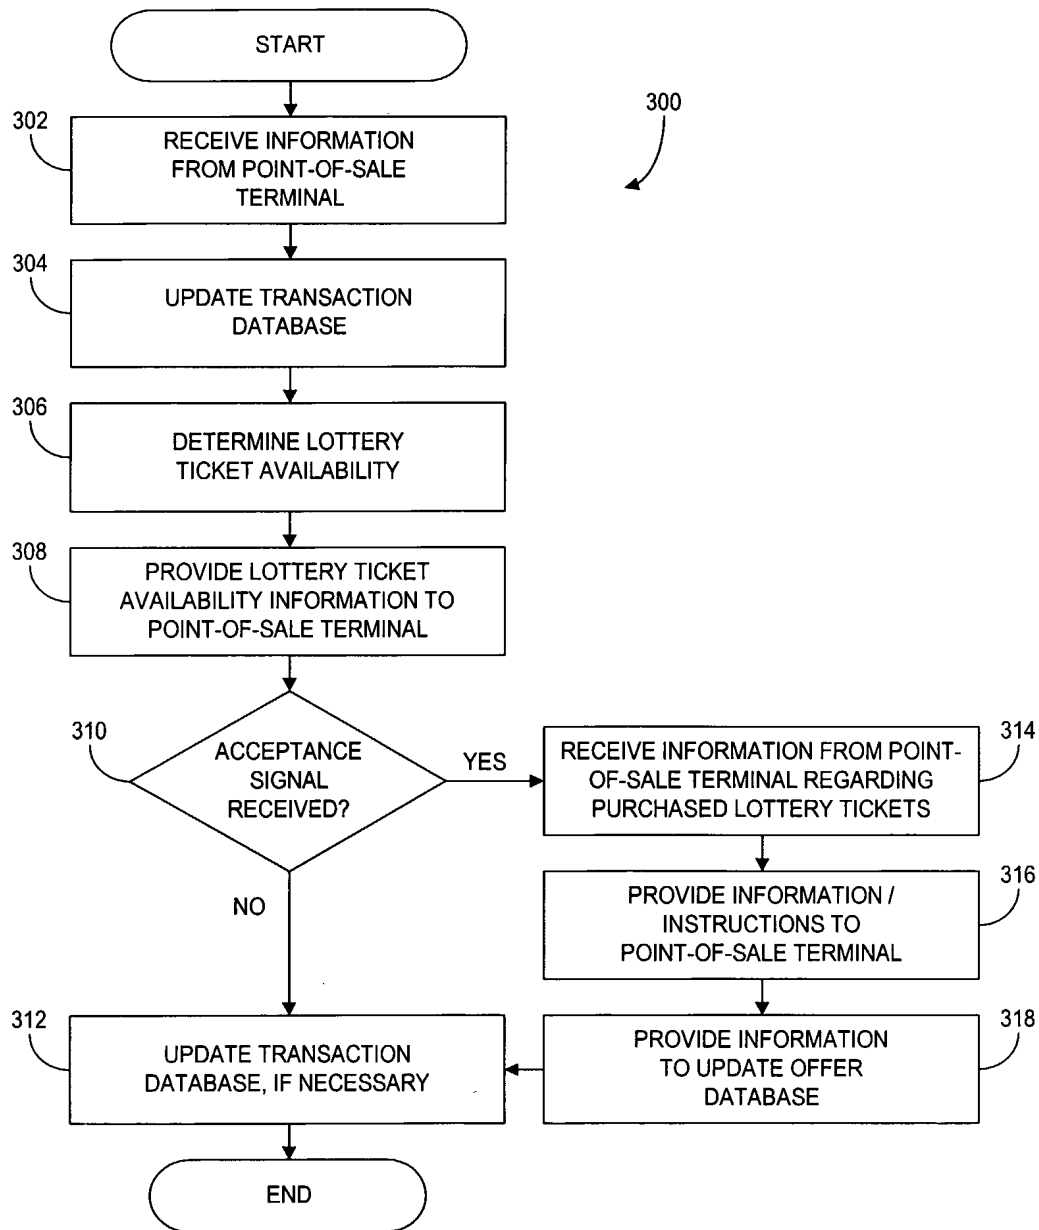 START
302
RECEIVE INFORMATION
FROM POINT-OF-SALE
TERMINAL
300
304
UPDATE TRANSACTION
DATABASE
306
DETERMINE LOTTERY
TICKET AVAILABILITY
308
PROVIDE LOTTERY TICKET
AVAILABILITY INFORMATION TO
POINT-OF-SALE TERMINAL
310
ACCEPTANCE
SIGNAL
RECEIVED?
YES
NO
314
RECEIVE INFORMATION FROM POINT-
OF-SALE TERMINAL REGARDING
PURCHASED LOTTERY TICKETS
316
PROVIDE INFORMATION /
INSTRUCTIONS TO
POINT-OF-SALE TERMINAL
318
PROVIDE INFORMATION
TO UPDATE OFFER
DATABASE
312
UPDATE TRANSACTION
DATABASE, IF NECESSARY
END